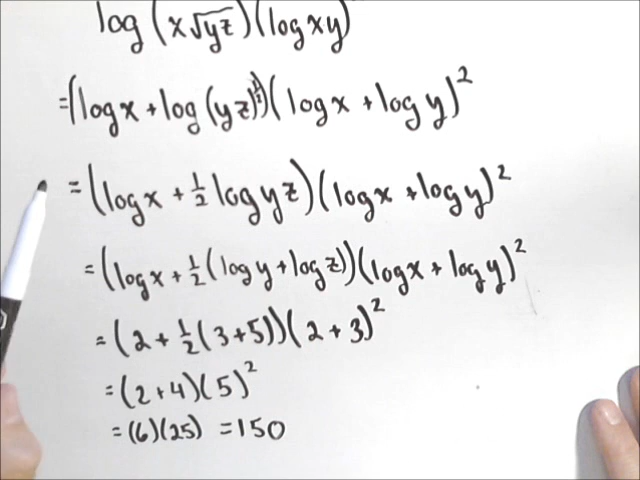 log (x√yz)(log xy)
=(log x + log (yz)^½)(log x + log y)²
= (log x + ½ log yz)(log x + log y)²
= (log x + ½ (log y + log z))(log x + log y)²
= (2 + ½ (3+5))(2 + 3)²
= (2+4)(5)²
= (6)(25) = 150